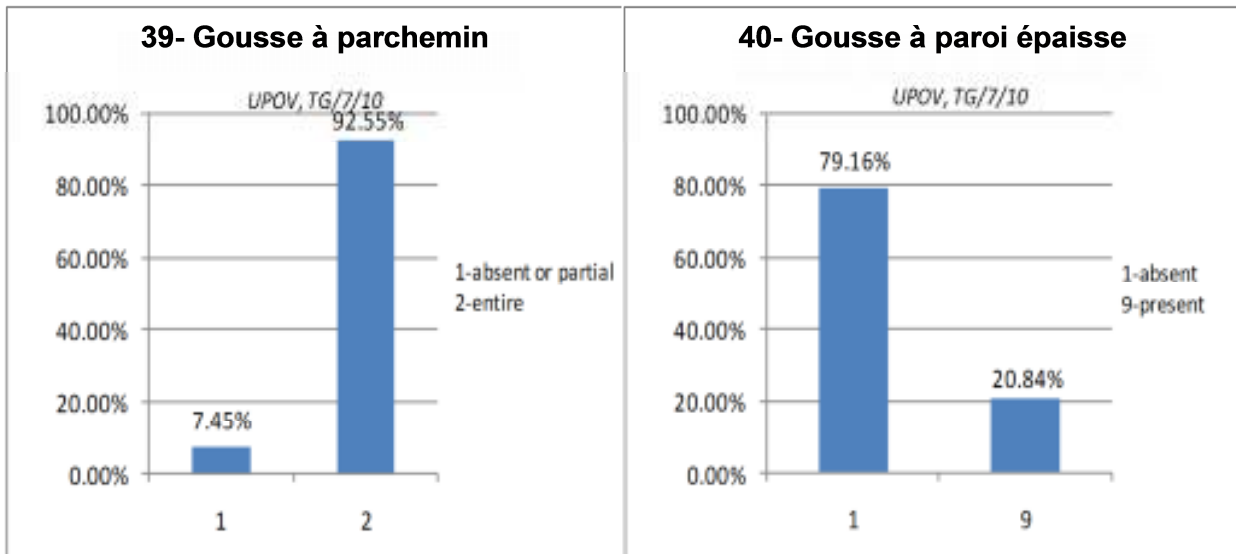 39- Gousse à parchemin
UPOV, TG/7/10
100.00%
80.00%
60.00%
40.00%
20.00%
0.00%
7.45%
92.55%
1
2
1-absent or partial
2-entire
40- Gousse à paroi épaisse
UPOV, TG/7/10
100.00%
80.00%
60.00%
40.00%
20.00%
0.00%
79.16%
20.84%
1
9
1-absent
9-present